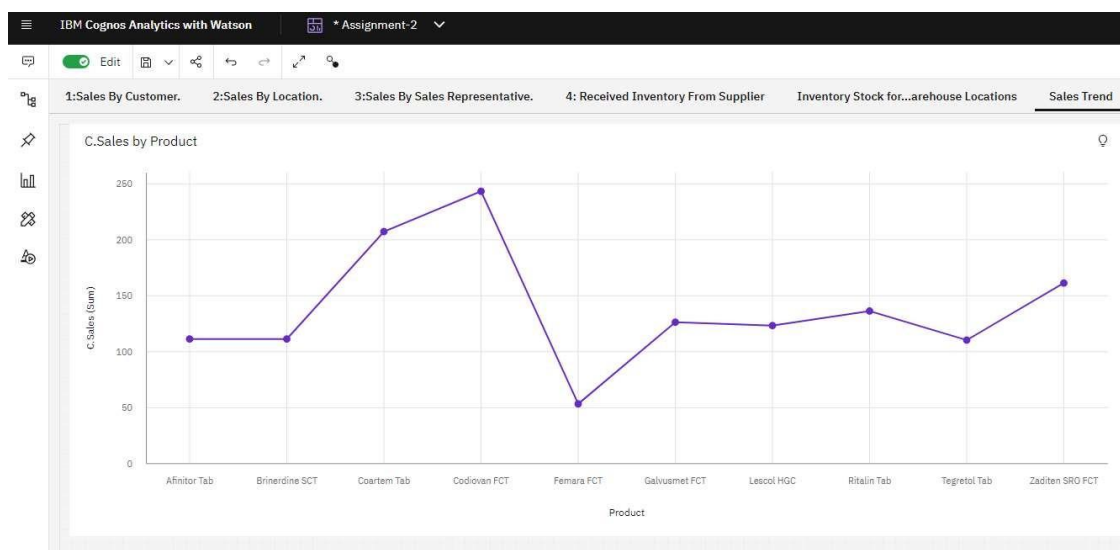 IBM Cognos Analytics with Watson
* Assignment-2
Edit
1:Sales By Customer.
2:Sales By Location.
3:Sales By Sales Representative.
4: Received Inventory From Supplier
Inventory Stock for...arehouse Locations
Sales Trend
C.Sales by Product
C.Sales (Sum)
250
200
150
100
50
0
Afinitor Tab
Brinerdine SCT
Coartem Tab
Codiovan FCT
Femara FCT
Galvusmet FCT
Lescol HGC
Ritalin Tab
Tegretol Tab
Zaditen SRO FCT
Product